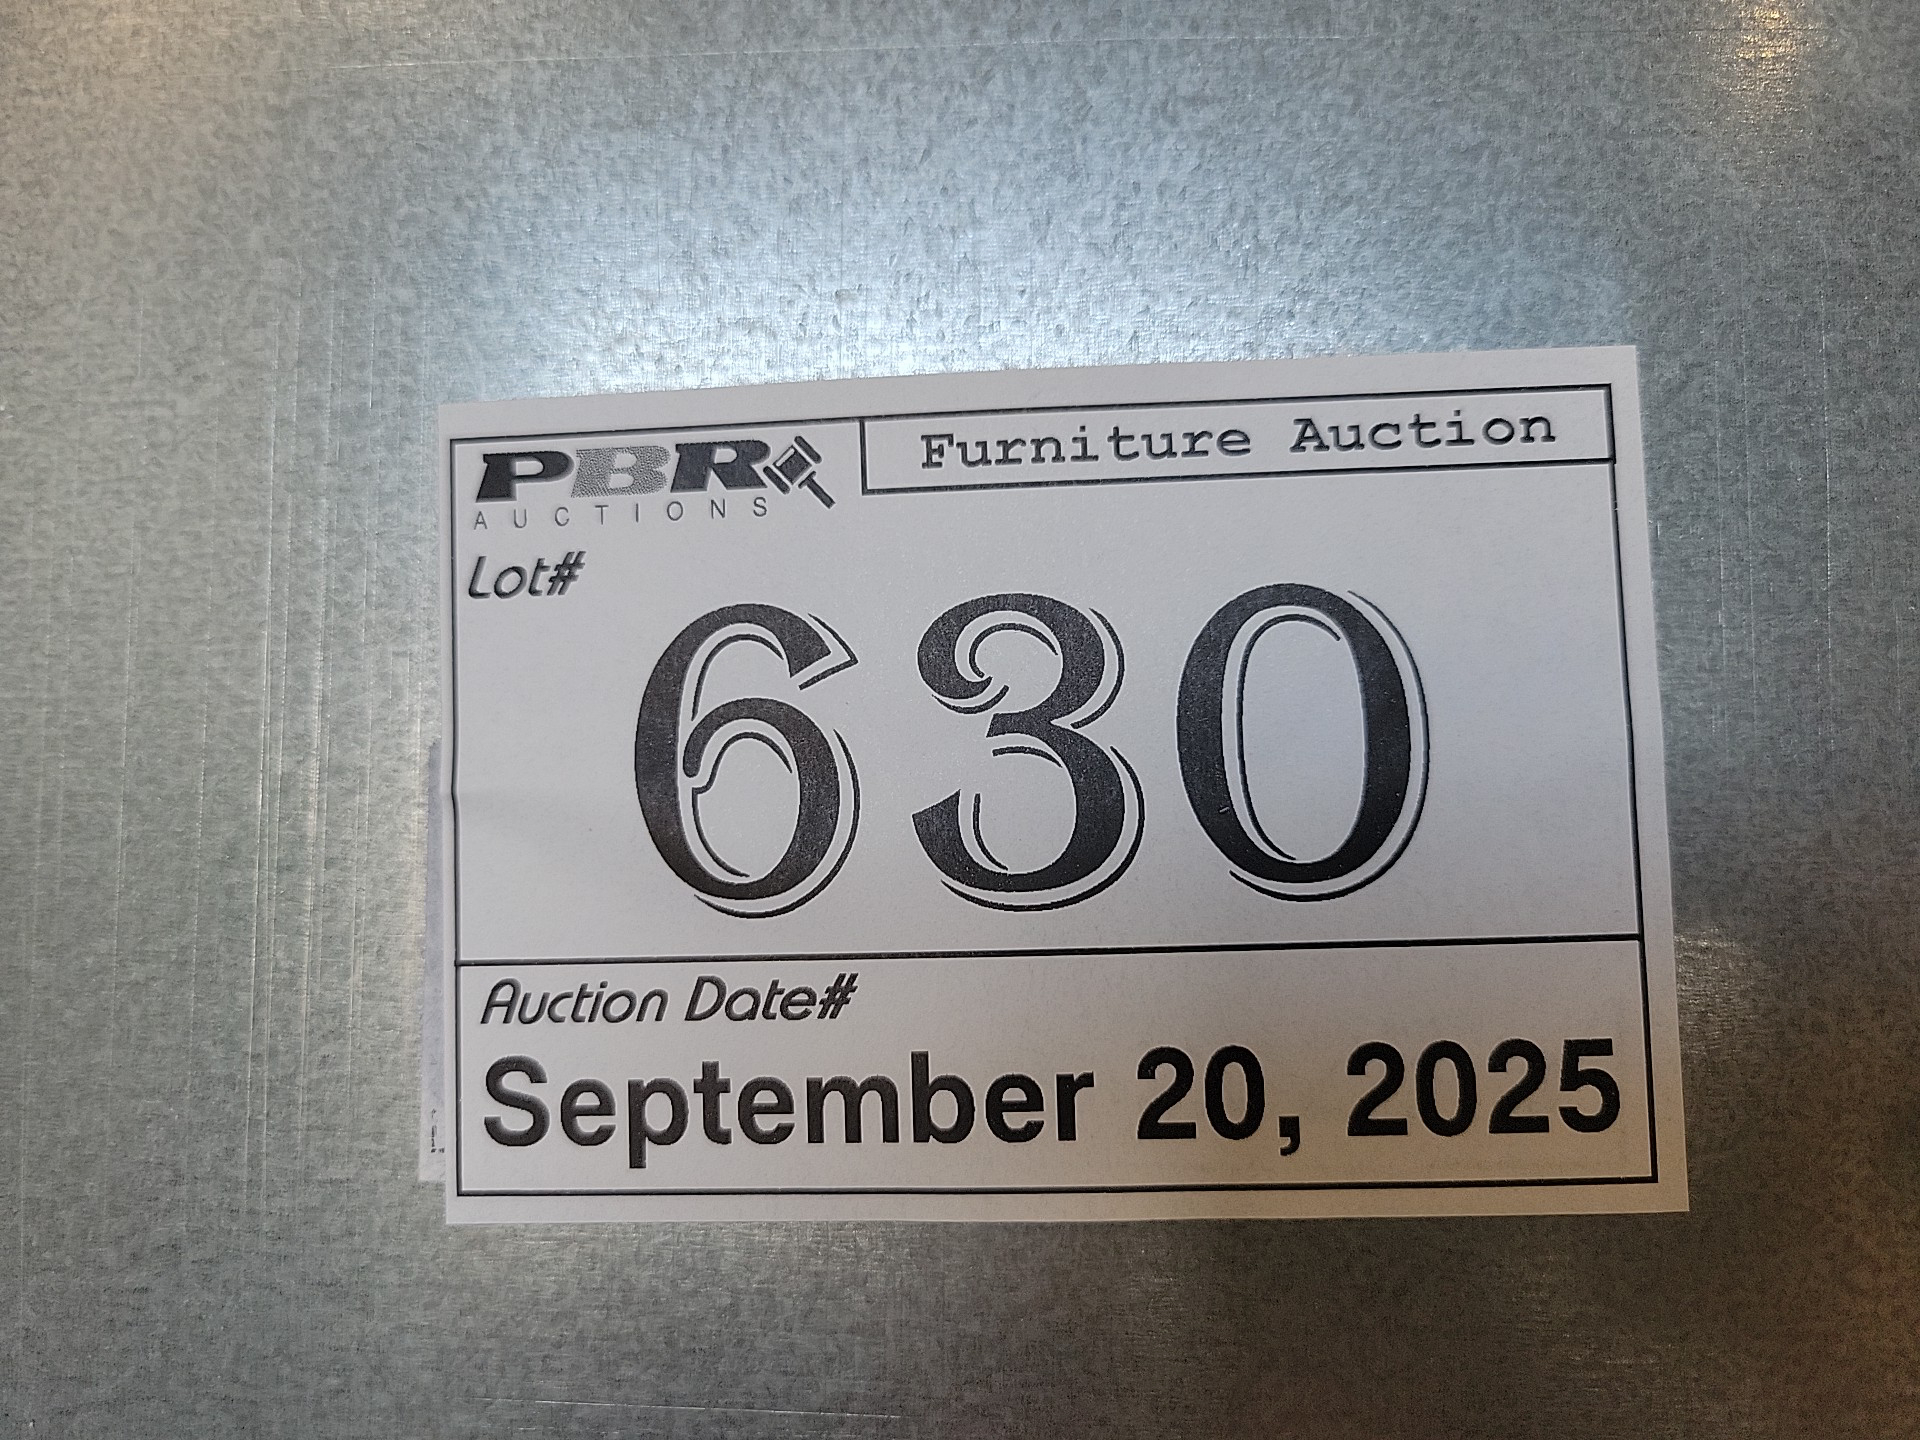 PBR
AUCTIONS
Furniture Auction
Lot#
630
Auction Date#
September 20, 2025